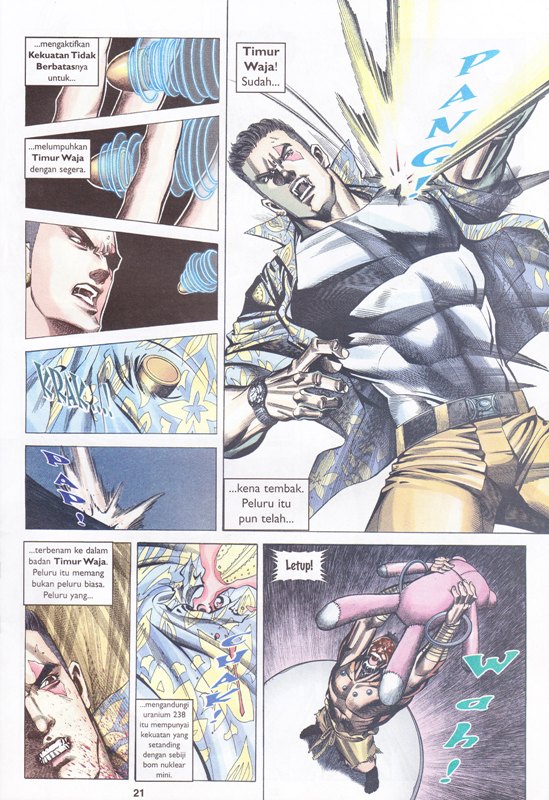 ...mengaktifkan
Kekuatan Tidak
Berbatasnya
untuk...
...melumpuhkan
Timur Waja
dengan segera.
KRAK....!
PAP!
Timur
Waja!
Sudah...
PANG!
...kena tembak.
Peluru itu
pun telah...
...terbenam ke dalam
badan Timur Waja.
Peluru itu memang
bukan peluru biasa.
Peluru yang...
CWAK!
...mengandungi
uranium 238
itu mempunyai
kekuatan yang
setanding
dengan sebiji
bom nuklear
mini.
Letup!
Wah!
21